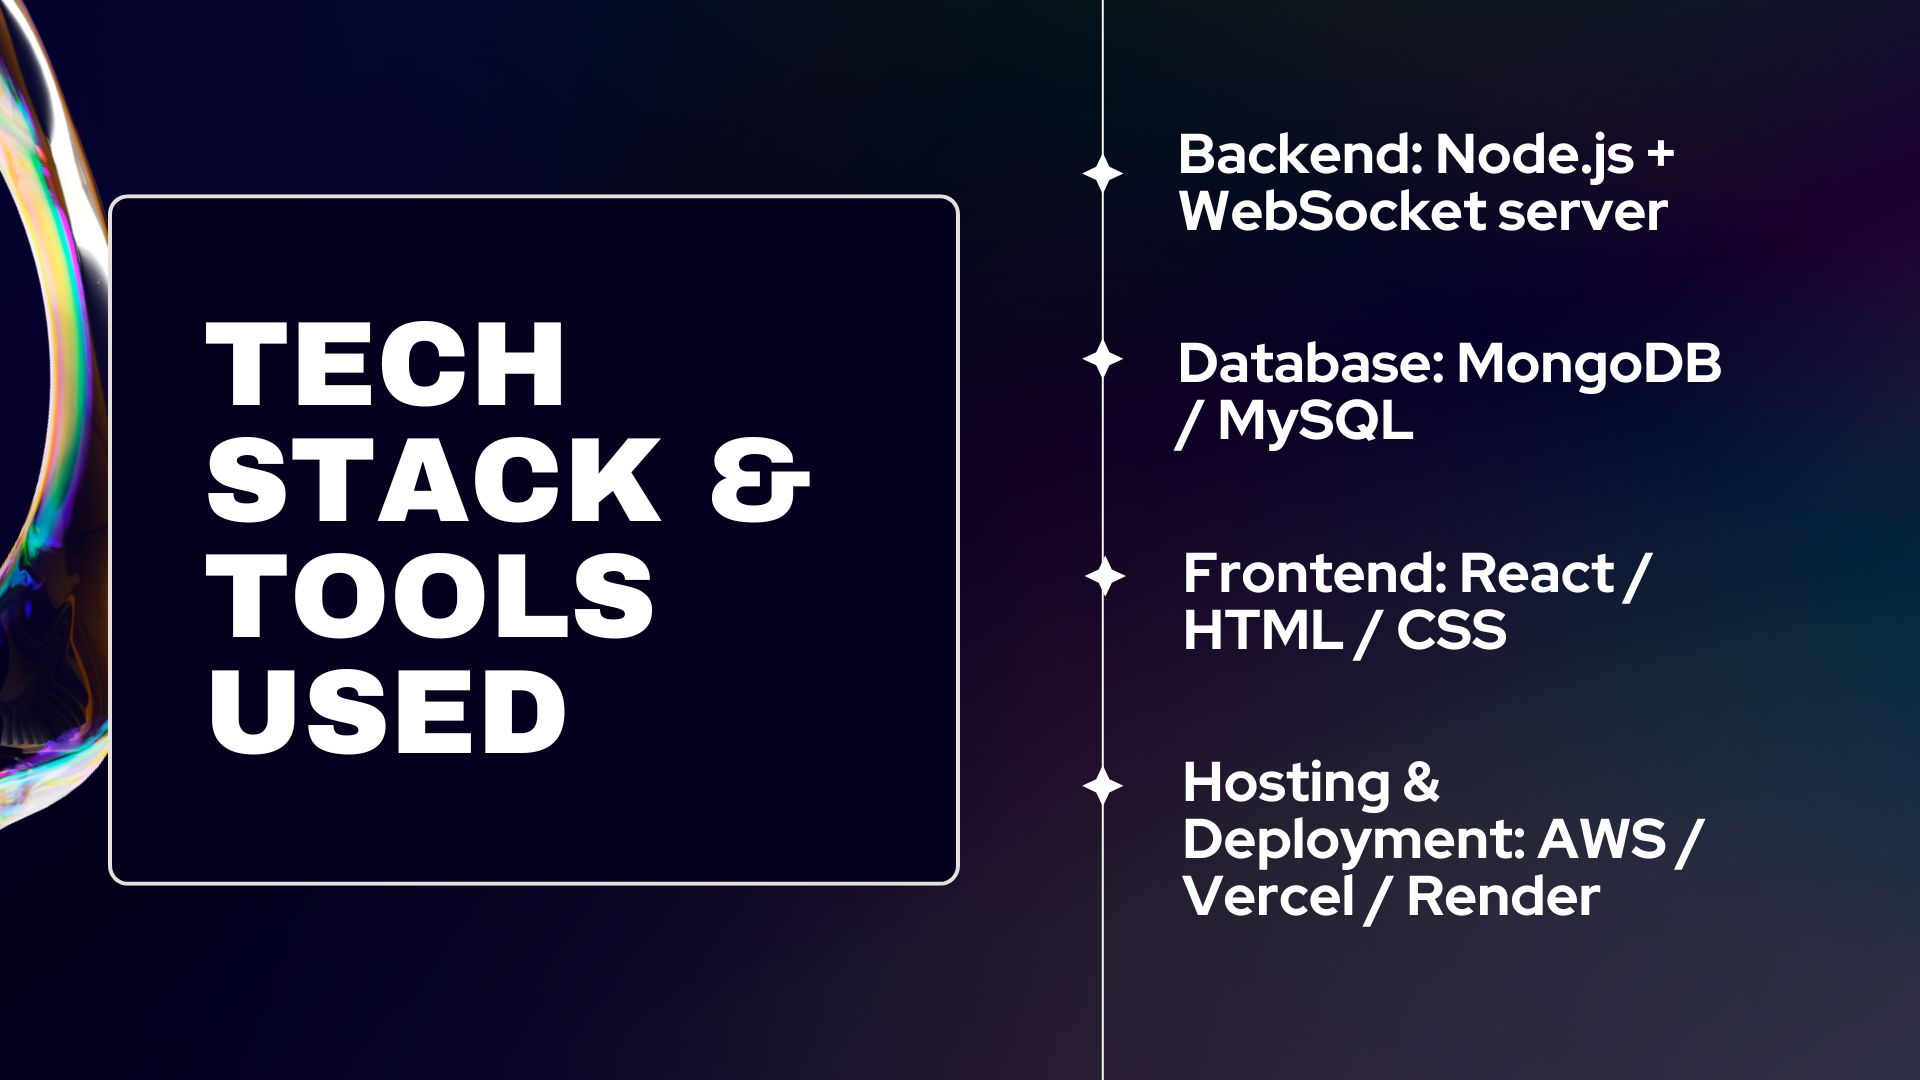 TECH
STACK &
TOOLS
USED
Backend: Node.js +
WebSocket server
Database: MongoDB
/ MySQL
Frontend: React /
HTML / CSS
Hosting &
Deployment: AWS /
Vercel / Render